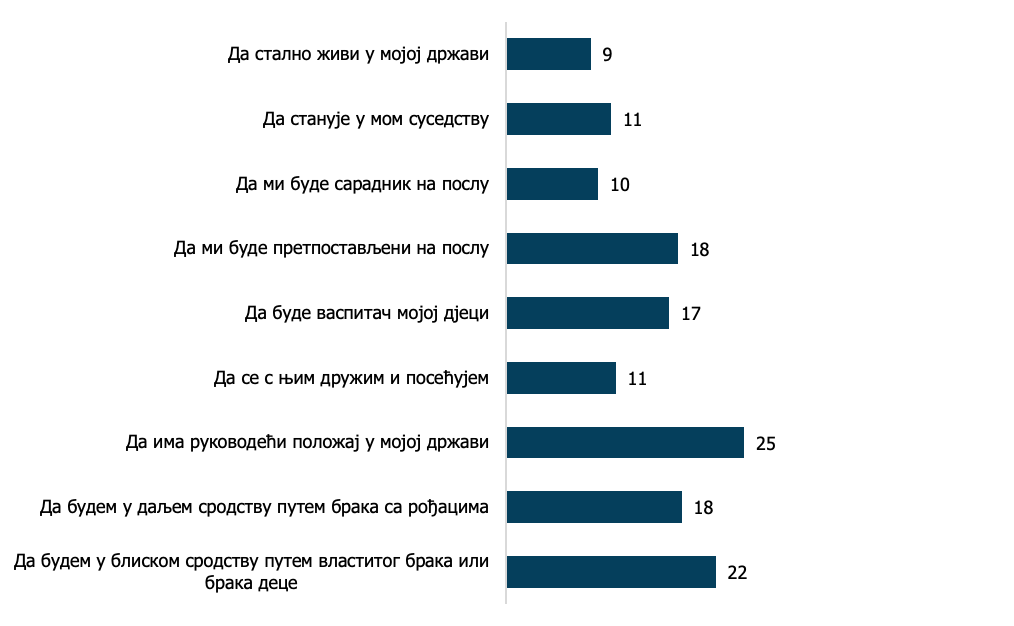 Да стално живи у мојој држави 9
Да станује у мом суседству 11
Да ми буде сарадник на послу 10
Да ми буде претпостављени на послу 18
Да буде васпитач мојој дјеци 17
Да се с њим дружим и посећујем 11
Да има руководећи положај у мојој држави 25
Да будем у даљем сродству путем брака са рођацима 18
Да будем у блиском сродству путем властитог брака или
брака деце 22